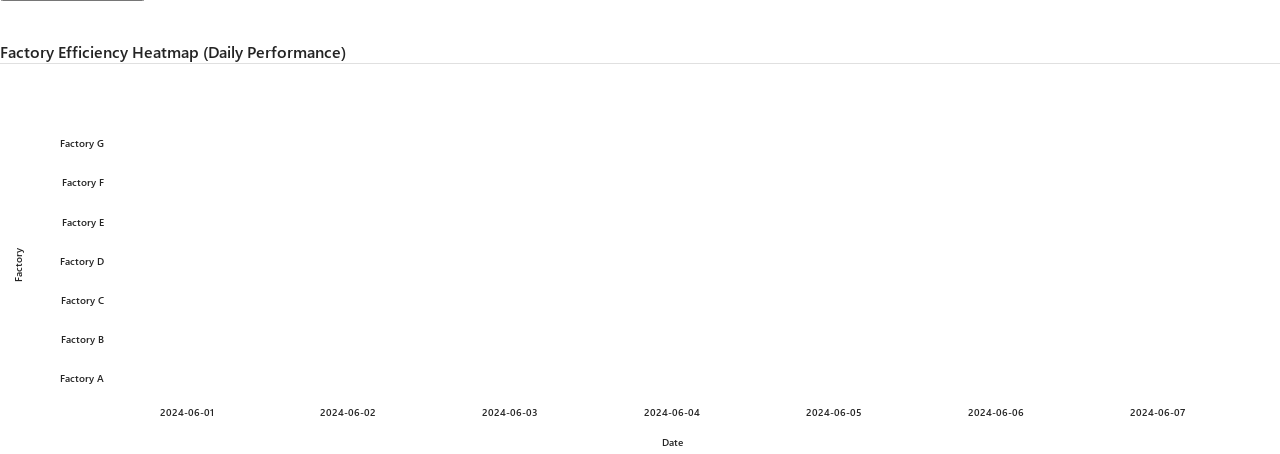 Factory Efficiency Heatmap (Daily Performance)
Factory G
Factory F
Factory E
Factory D
Factory C
Factory B
Factory A
Factory
2024-06-01
2024-06-02
2024-06-03
2024-06-04
2024-06-05
2024-06-06
2024-06-07
Date